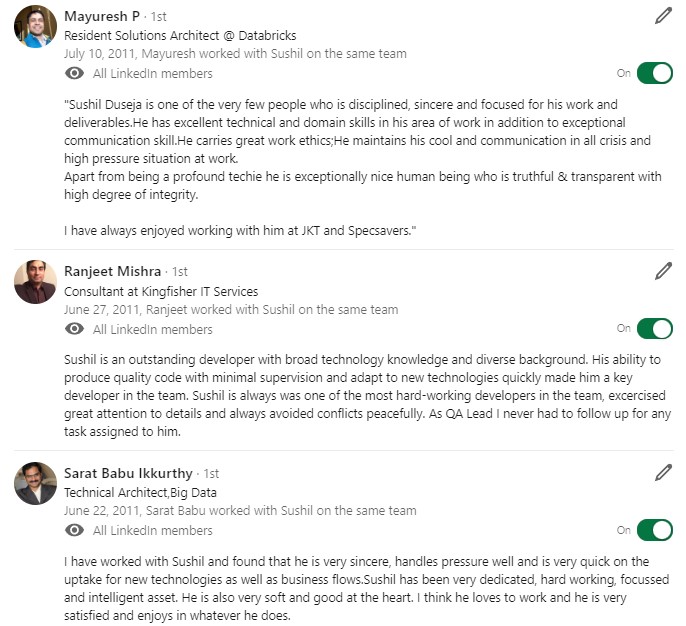 Mayuresh P · 1st
Resident Solutions Architect @ Databricks
July 10, 2011, Mayuresh worked with Sushil on the same team
All LinkedIn members
On
"Sushil Duseja is one of the very few people who is disciplined, sincere and focused for his work and
deliverables.He has excellent technical and domain skills in his area of work in addition to exceptional
communication skill.He carries great work ethics;He maintains his cool and communication in all crisis and
high pressure situation at work.
Apart from being a profound techie he is exceptionally nice human being who is truthful & transparent with
high degree of integrity.
I have always enjoyed working with him at JKT and Specsavers."
Ranjeet Mishra · 1st
Consultant at Kingfisher IT Services
June 27, 2011, Ranjeet worked with Sushil on the same team
All LinkedIn members
On
Sushil is an outstanding developer with broad technology knowledge and diverse background. His ability to
produce quality code with minimal supervision and adapt to new technologies quickly made him a key
developer in the team. Sushil is always was one of the most hard-working developers in the team, excercised
great attention to details and always avoided conflicts peacefully. As QA Lead I never had to follow up for any
task assigned to him.
Sarat Babu Ikkurthy · 1st
Technical Architect,Big Data
June 22, 2011, Sarat Babu worked with Sushil on the same team
All LinkedIn members
On
I have worked with Sushil and found that he is very sincere, handles pressure well and is very quick on the
uptake for new technologies as well as business flows.Sushil has been very dedicated, hard working, focussed
and intelligent asset. He is also very soft and good at the heart. I think he loves to work and he is very
satisfied and enjoys in whatever he does.